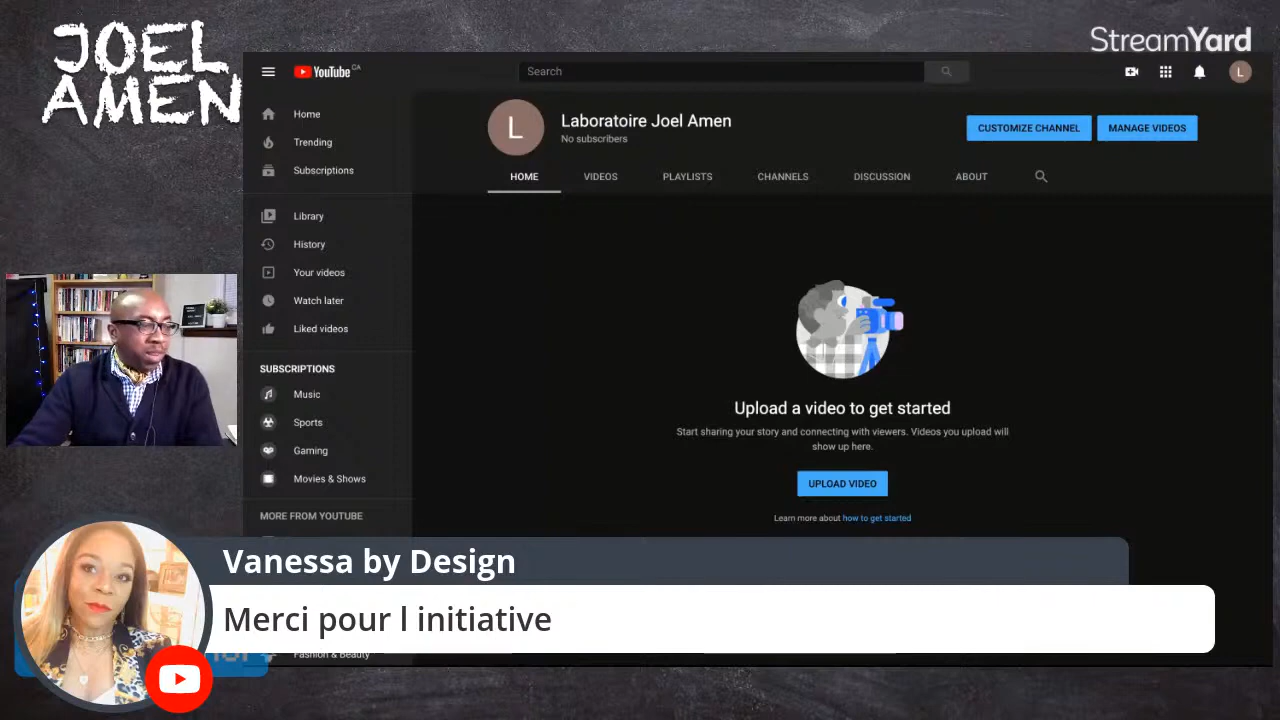 JOEL
AMEN
StreamYard
YouTube CA
Search
L
Home
Trending
Subscriptions
Library
History
Your videos
Watch later
Liked videos
SUBSCRIPTIONS
Music
Sports
Gaming
Movies & Shows
MORE FROM YOUTUBE
Fashion & Beauty
L
Laboratoire Joel Amen
No subscribers
CUSTOMIZE CHANNEL
MANAGE VIDEOS
HOME
VIDEOS
PLAYLISTS
CHANNELS
DISCUSSION
ABOUT
Upload a video to get started
Start sharing your story and connecting with viewers. Videos you upload will
show up here.
UPLOAD VIDEO
Learn more about how to get started
Vanessa by Design
Merci pour l initiative